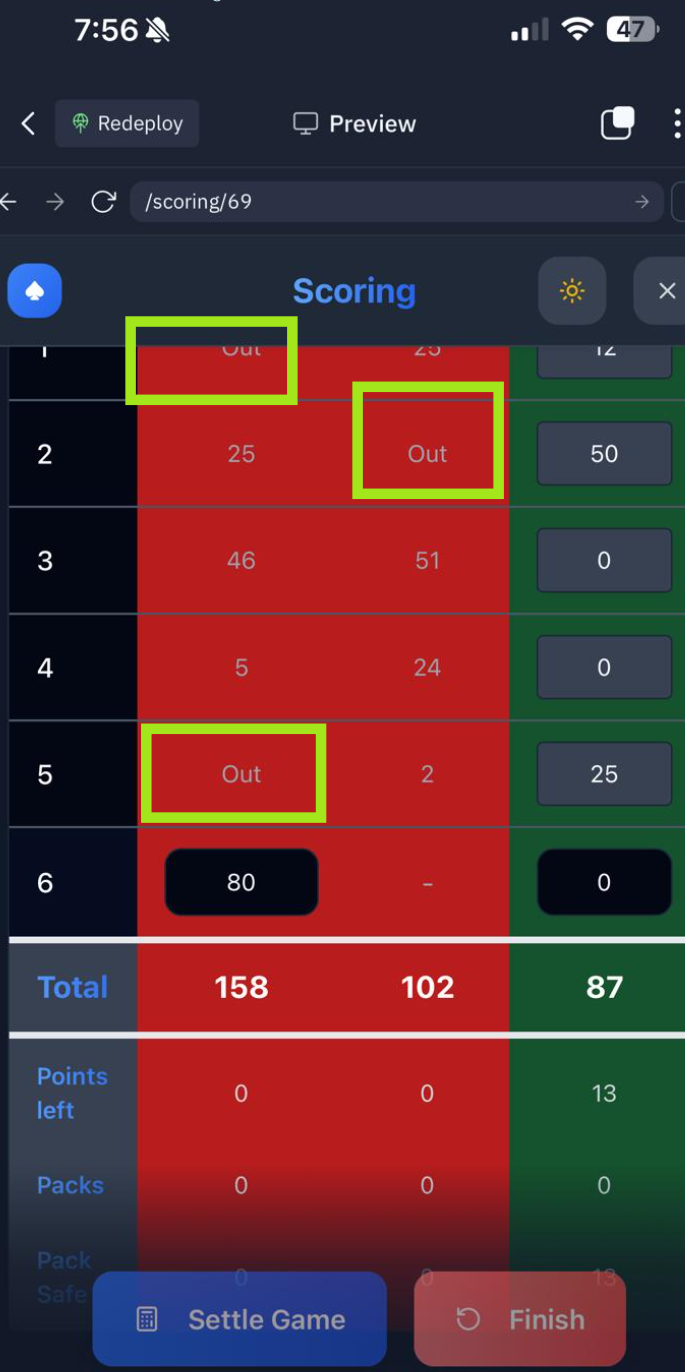 7:56
47
Redeploy
Preview
/scoring/69
Scoring
1 Out 25 12
2 25 Out 50
3 46 51 0
4 5 24 0
5 Out 2 25
6 80 - 0
Total 158 102 87
Points
left 0 0 13
Packs 0 0 0
Pack
Safe 0 0 13
Settle Game Finish